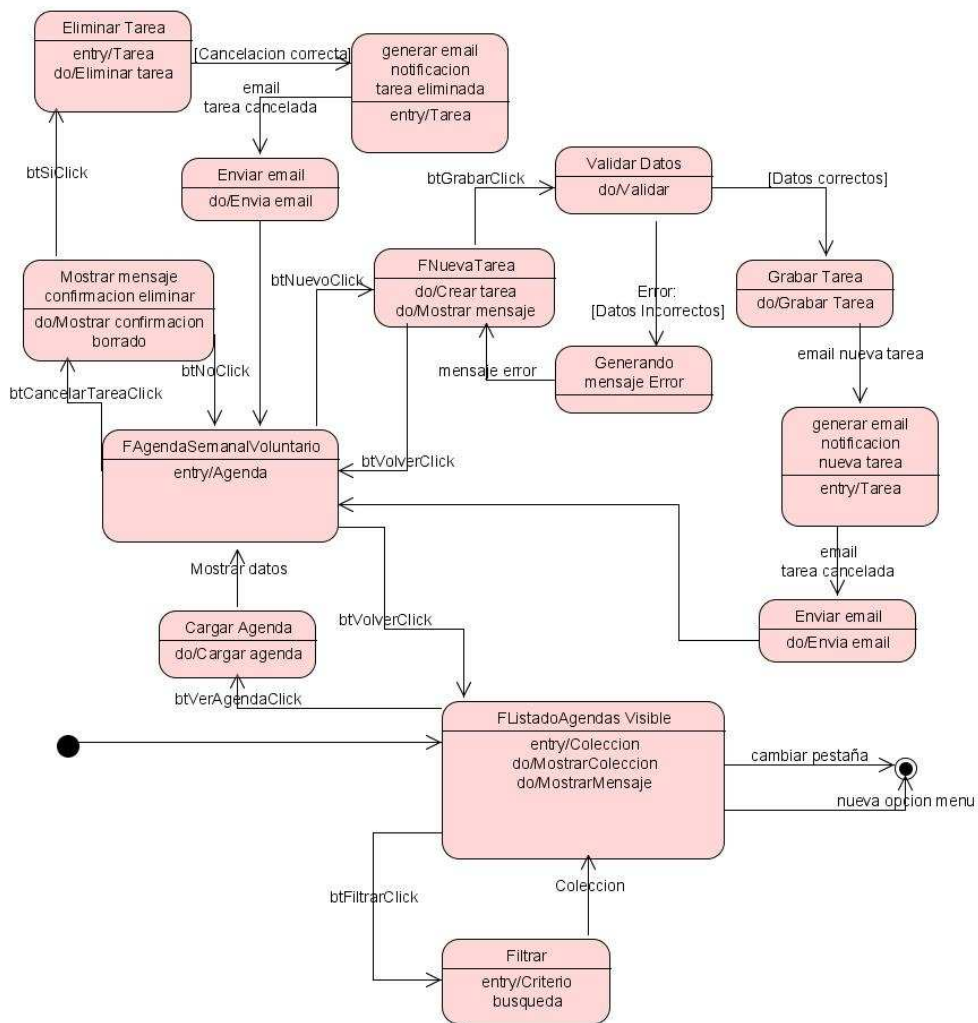 Eliminar Tarea
entry/Tarea
do/Eliminar tarea
[Cancelacion correcta]
generar email
notificacion
tarea eliminada
entry/Tarea
email
tarea cancelada
Enviar email
do/Envia email
btSiClick
Mostrar mensaje
confirmacion eliminar
do/Mostrar confirmacion
borrado
btNoClick
btCancelarTareaClick
btNuevoClick
FNuevaTarea
do/Crear tarea
do/Mostrar mensaje
btGrabarClick
Validar Datos
do/Validar
[Datos correctos]
Error:
[Datos Incorrectos]
Generando
mensaje Error
mensaje error
Grabar Tarea
do/Grabar Tarea
email nueva tarea
generar email
notificacion
nueva tarea
entry/Tarea
email
tarea cancelada
Enviar email
do/Envia email
FAgendaSemanalVoluntario
entry/Agenda
btVolverClick
Mostrar datos
Cargar Agenda
do/Cargar agenda
btVolverClick
btVerAgendaClick
FListadoAgendas Visible
entry/Coleccion
do/MostrarColeccion
do/MostrarMensaje
cambiar pestaña
nueva opcion menu
btFiltrarClick
Coleccion
Filtrar
entry/Criterio
busqueda